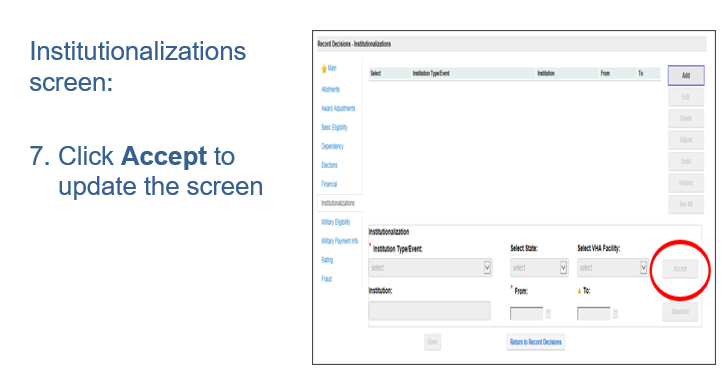 Institutionalizations
screen:
7. Click Accept to
update the screen
Record Decisions - Institutionalizations
Main
Allotments
Award Adjustments
Basic Eligibility
Dependency
Elections
Financial
Institutionalizations
Military Eligibility
Military Payment Info
Rating
Fraud
Select Institution Type/Event Institution From To
Add
Edit
Delete
Adjust
Undo
History
See All
Institutionalization
* Institution Type/Event: Select State: Select VHA Facility:
select select select Accept
Institution: * From: To:
Abandon
Save Return to Record Decisions